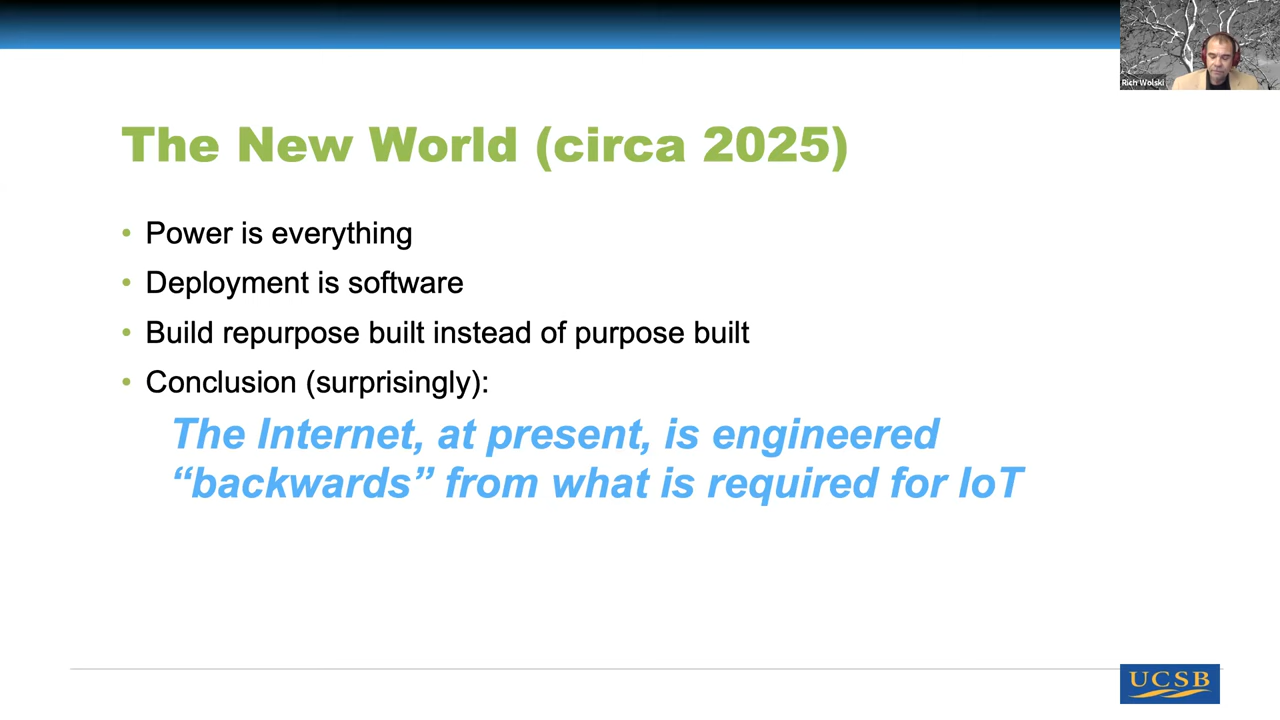 Rich Wolski
The New World (circa 2025)
• Power is everything
• Deployment is software
• Build repurpose built instead of purpose built
• Conclusion (surprisingly):
The Internet, at present, is engineered
“backwards” from what is required for IoT
UCSB